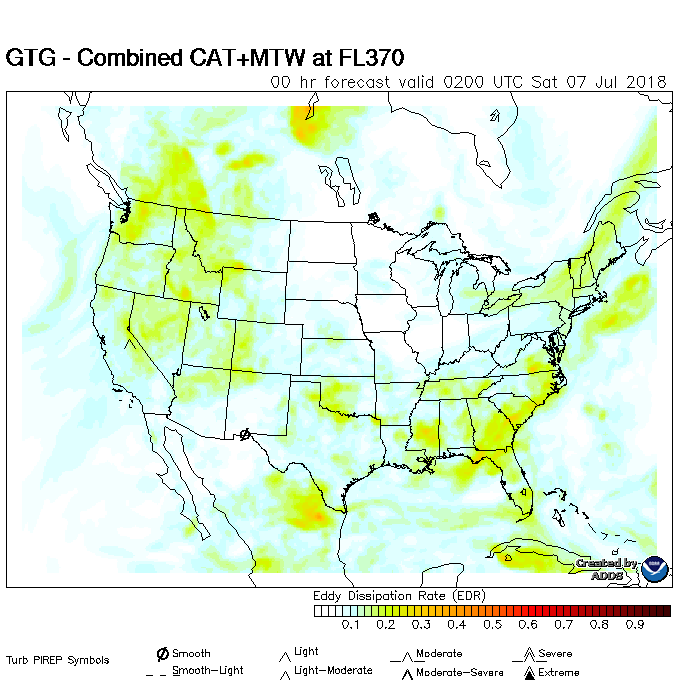 GTG - Combined CAT+MTW at FL370
00 hr forecast valid 0200 UTC Sat 07 Jul 2018
Created by
ADDS
Eddy Dissipation Rate (EDR)
0.1 0.2 0.3 0.4 0.5 0.6 0.7 0.8 0.9
Turb PIREP Symbols
Smooth Light Moderate Severe
Smooth-Light Light-Moderate Moderate-Severe Extreme